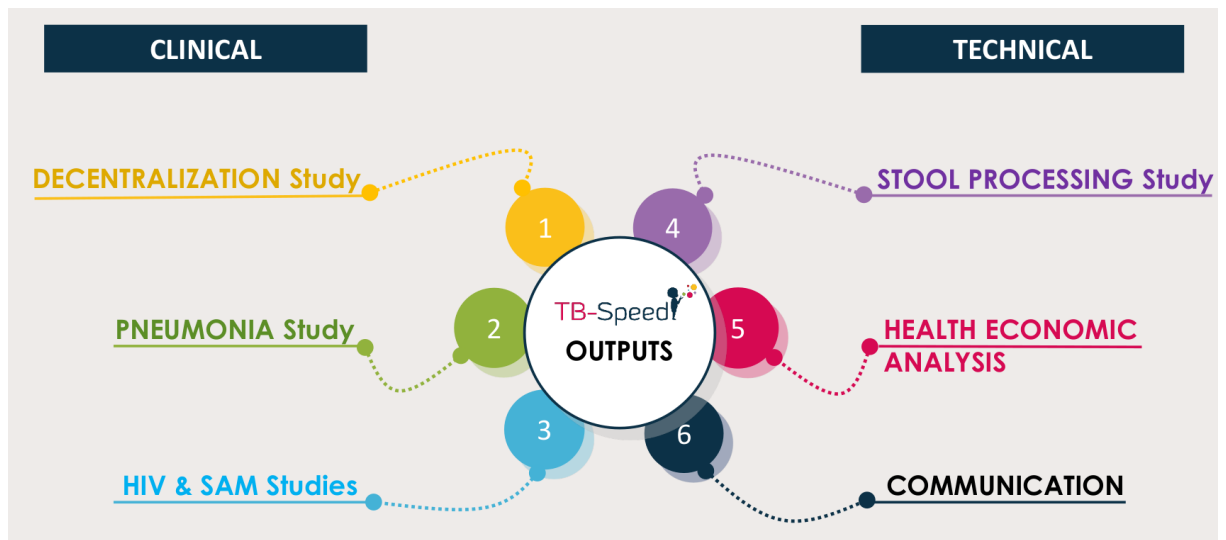 CLINICAL
TECHNICAL
DECENTRALIZATION Study
STOOL PROCESSING Study
1
4
PNEUMONIA Study
2
TB-Speed
OUTPUTS
5
HEALTH ECONOMIC
ANALYSIS
3
6
HIV & SAM Studies
COMMUNICATION